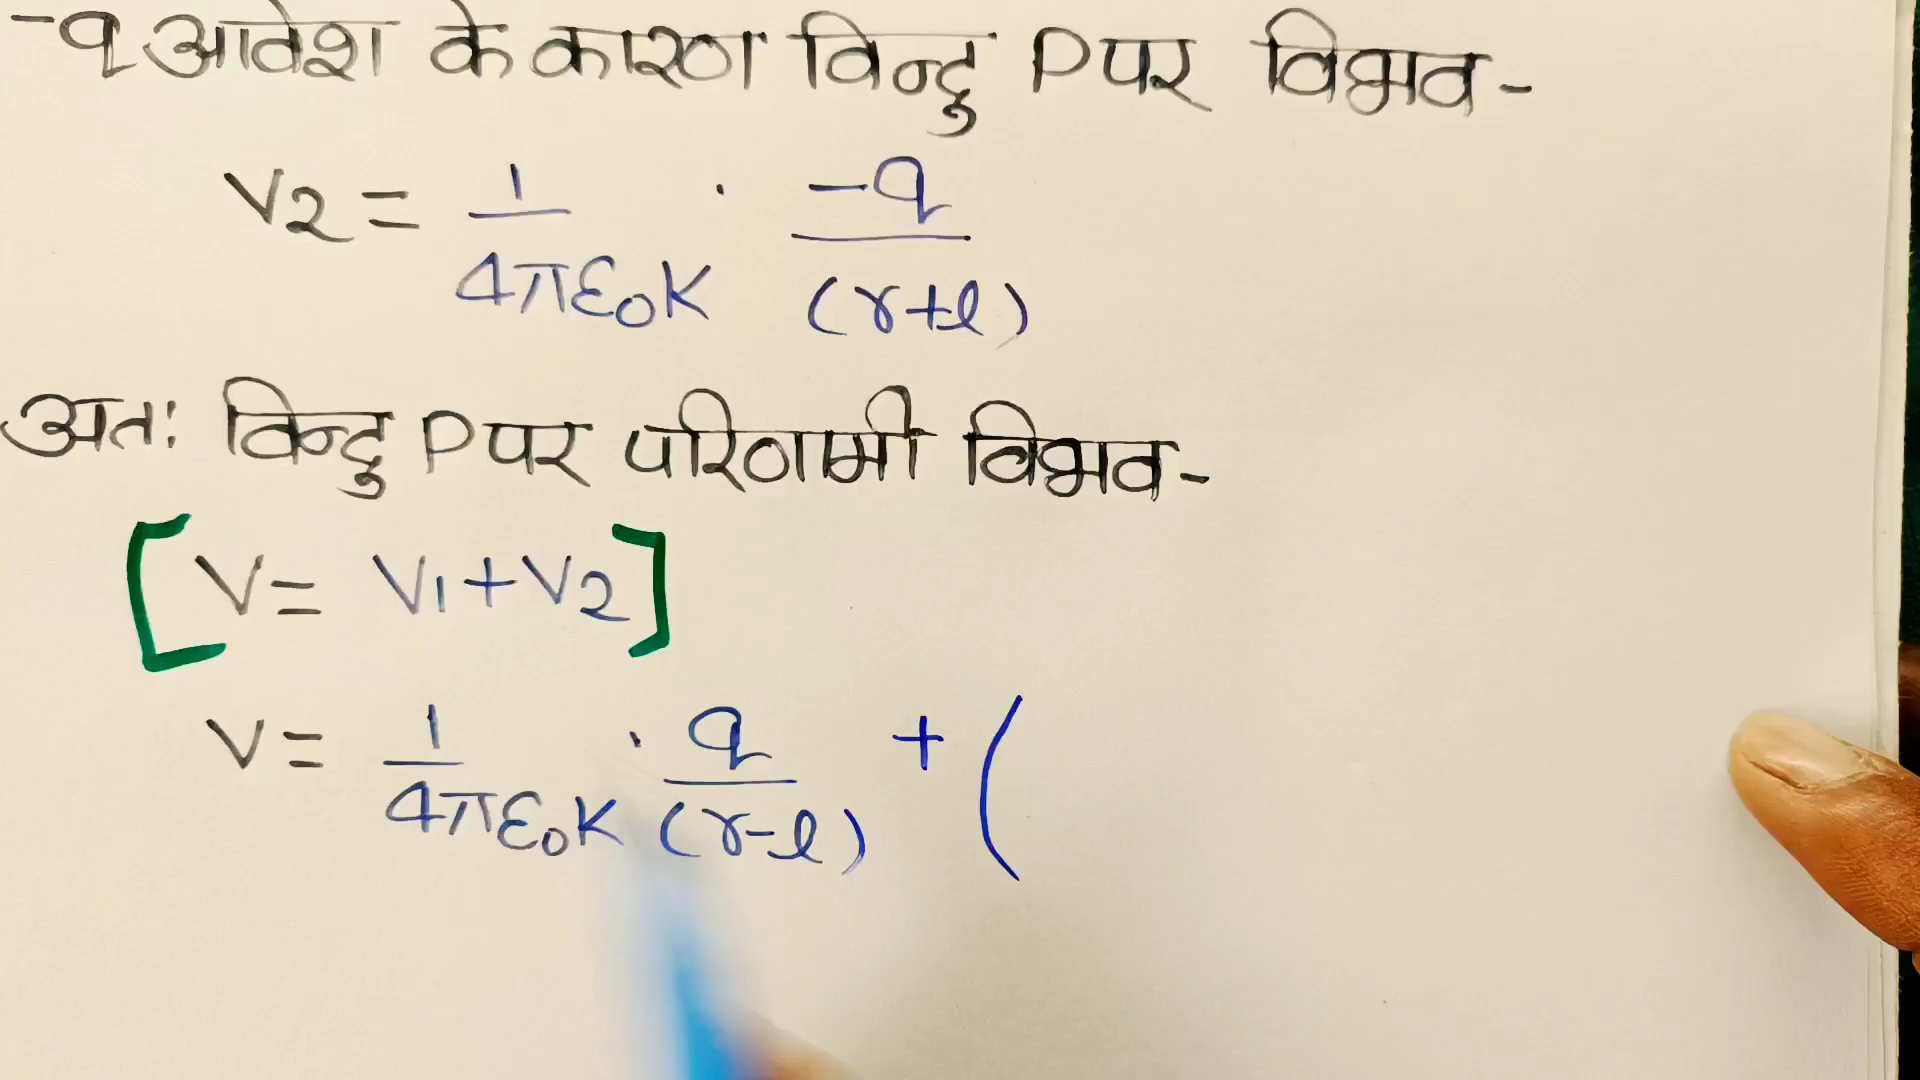 -q आवेश के कारण विन्दु P पर विभव-
V2 = 1/4πε0K · -q/(r+l)
अतः विन्दु P पर परिणामी विभव-
[V = V1+V2]
V = 1/4πε0K · q/(r-l) + (